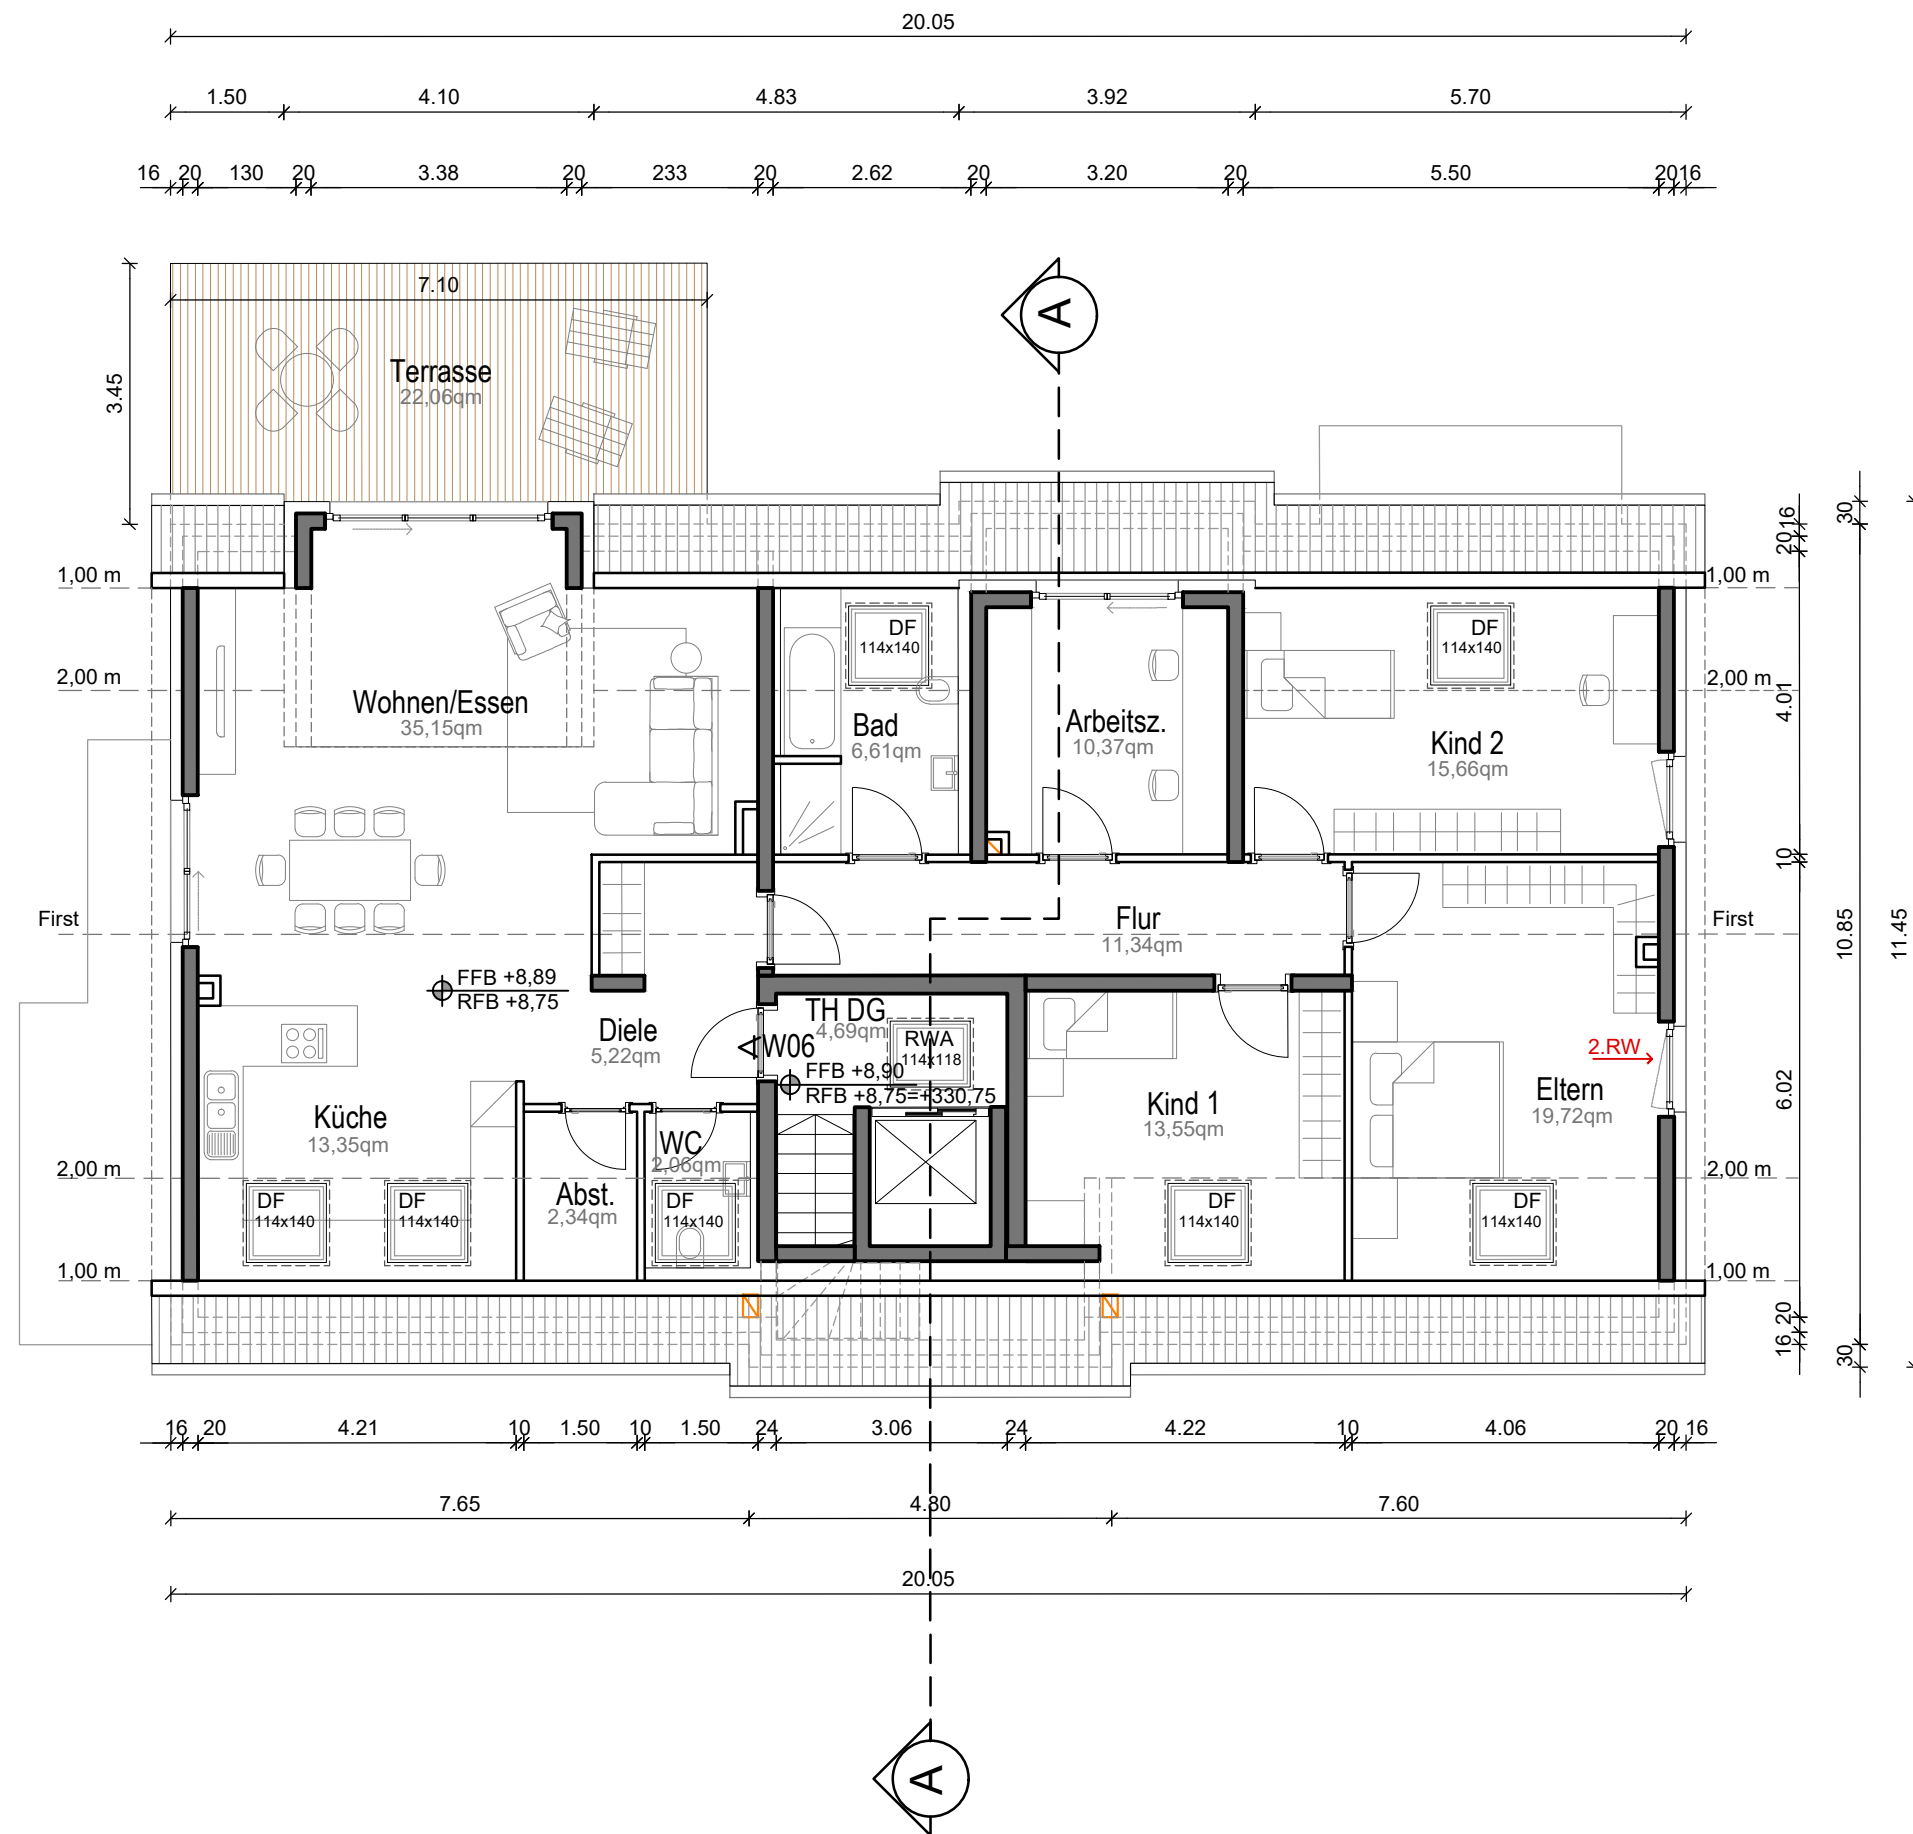 20.05
1.50 4.10 4.83 3.92 5.70
16 20 130 20 3.38 20 233 20 2.62 20 3.20 20 5.50 20 16
7.10
A
3.45
Terrasse
22,06qm
30
16
20
1,00 m
1,00 m
DF
114x140
DF
114x140
2,00 m
2,00 m
4.01
Wohnen/Essen
35,15qm
Bad
6,61qm
Arbeitsz.
10,37qm
Kind 2
15,66qm
10
First
Flur
11,34qm
First
10.85
11.45
FFB +8,89
RFB +8,75
TH DG
4,69qm
Diele
5,22qm
W06
RWA
114x118
2.RW
FFB +8,90
RFB +8,75=+330,75
Eltern
19,72qm
6.02
Küche
13,35qm
Kind 1
13,55qm
WC
2,06qm
2,00 m
2,00 m
Abst.
2,34qm
DF
114x140
DF
114x140
DF
114x140
DF
114x140
DF
114x140
1,00 m
1,00 m
20
16
30
16 20 4.21 10 1.50 10 1.50 24 3.06 24 4.22 10 4.06 20 16
7.65 4.80 7.60
20.05
A